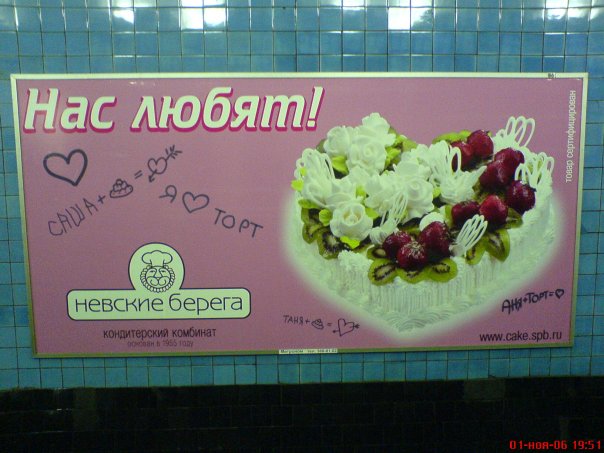 Нас любят!
товар сертифицирован
САША + =
Я ТОРТ
НЕВСКИЕ БЕРЕГА
КОНДИТЕРСКИЙ КОМБИНАТ
ОСНОВАН В 1955 ГОДУ
ТАНЯ + =
АНЯ+ТОРТ=
www.cake.spb.ru
01-ноя-06 19:51